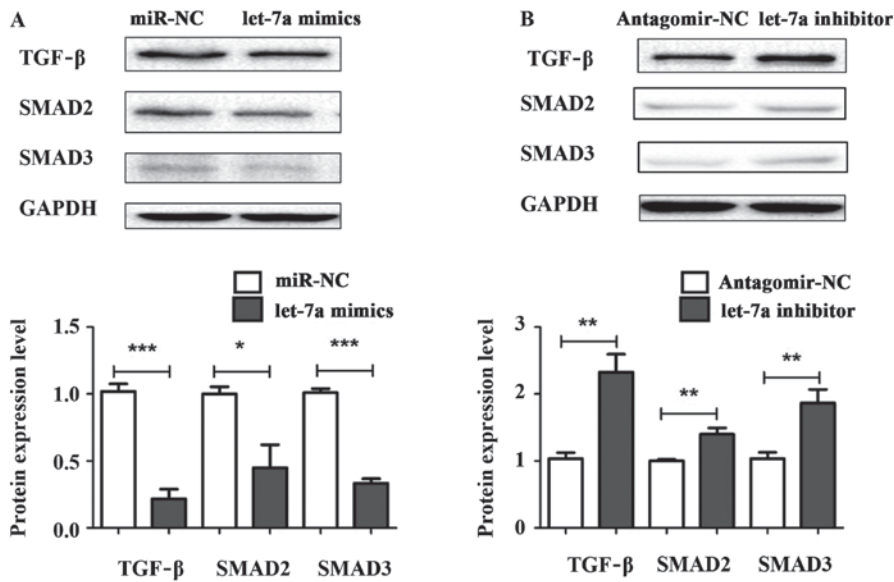 A
miR-NC let-7a mimics
TGF-β
SMAD2
SMAD3
GAPDH
miR-NC
let-7a mimics
Protein expression level
1.5
1.0
0.5
0.0
*** * ***
TGF-β SMAD2 SMAD3
B
Antagomir-NC let-7a inhibitor
TGF-β
SMAD2
SMAD3
GAPDH
Antagomir-NC
let-7a inhibitor
Protein expression level
3
2
1
0
** ** **
TGF-β SMAD2 SMAD3